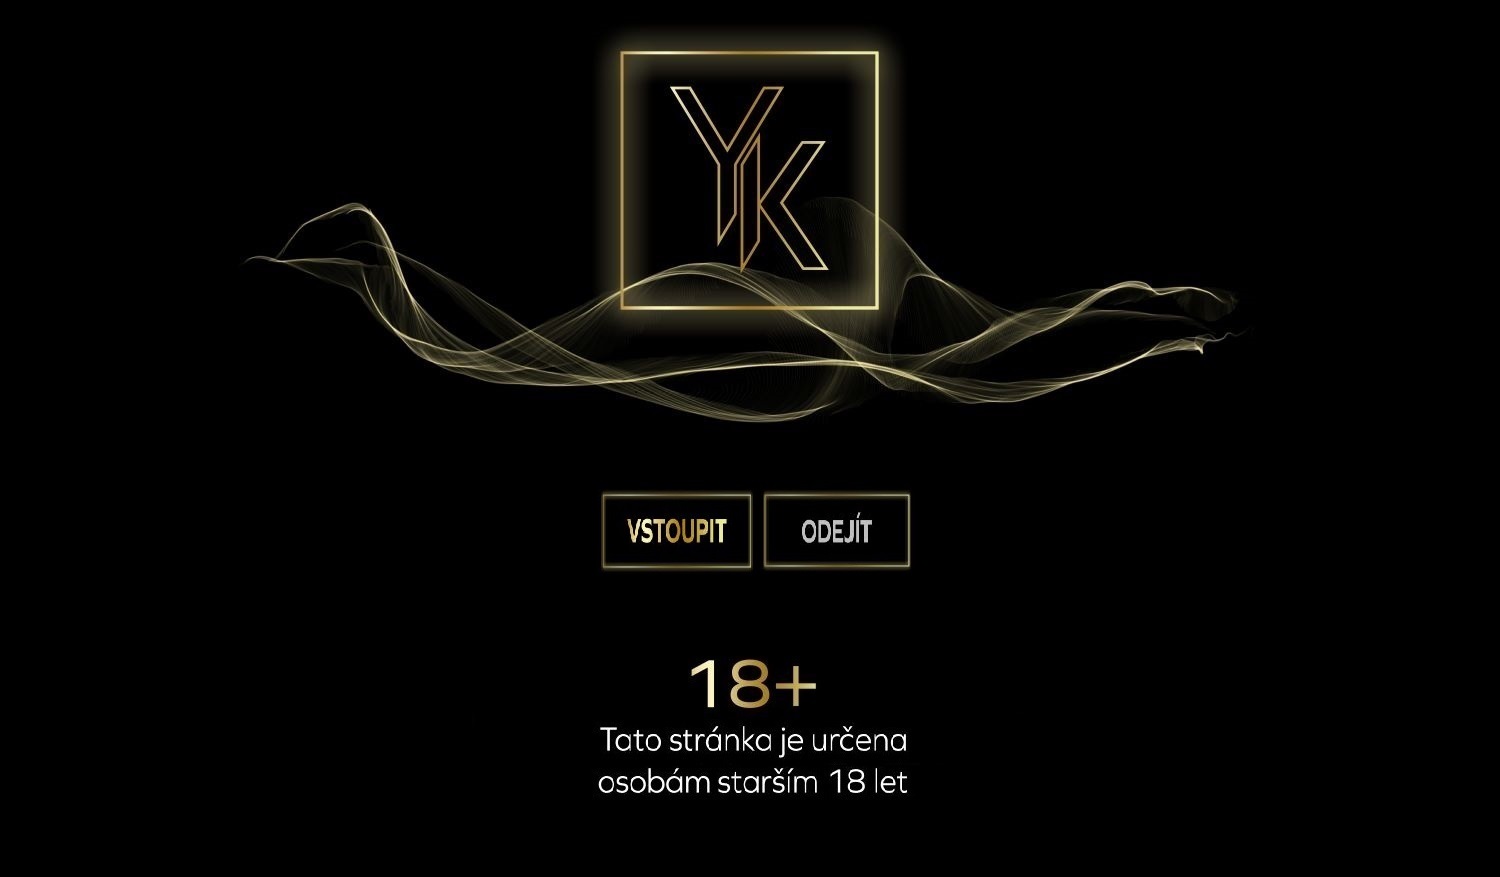 YK
VSTOUPIT
ODEJÍT
18+
Tato stránka je určena
osobám starším 18 let